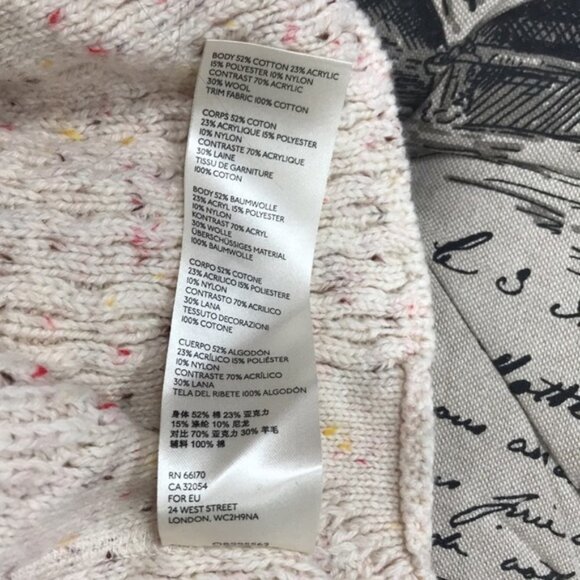 BODY 52% COTTON 23% ACRYLIC
15% POLYESTER 10% NYLON
CONTRAST 70% ACRYLIC
30% WOOL
TRIM FABRIC 100% COTTON
CORPS 52% COTON
23% ACRYLIQUE 15% POLYESTER
10% NYLON
CONTRASTE 70% ACRYLIQUE
30% LAINE
TISSU DE GARNITURE
100% COTON
BODY 52% BAUMWOLLE
23% ACRYL 15% POLYESTER
10% NYLON
KONTRAST 70% ACRYL
30% WOLLE
ÜBERSCHÜSSIGES MATERIAL
100% BAUMWOLLE
CORPO 52% COTONE
23% ACRILICO 15% POLIESTERE
10% NYLON
CONTRASTO 70% ACRILICO
30% LANA
TESSUTO DECORAZIONI
100% COTONE
CUERPO 52% ALGODÓN
23% ACRÍLICO 15% POLIÉSTER
10% NYLON
CONTRASTE 70% ACRÍLICO
30% LANA
TELA DEL RIBETE 100% ALGODÓN
身体 52% 棉 23% 亚克力
15% 涤纶 10% 尼龙
对比 70% 亚克力 30% 羊毛
辅料 100% 棉
RN 66170
CA 32054
FOR EU
24 WEST STREET
LONDON, WC2H9NA